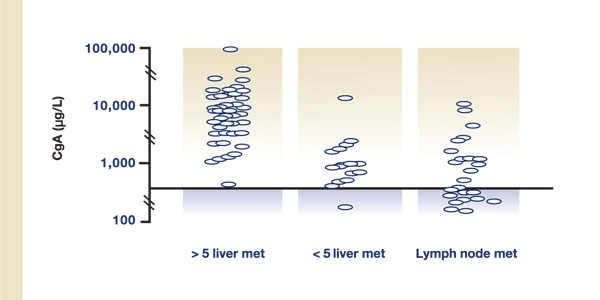 100,000
10,000
CgA (µg/L)
1,000
100
> 5 liver met
< 5 liver met
Lymph node met